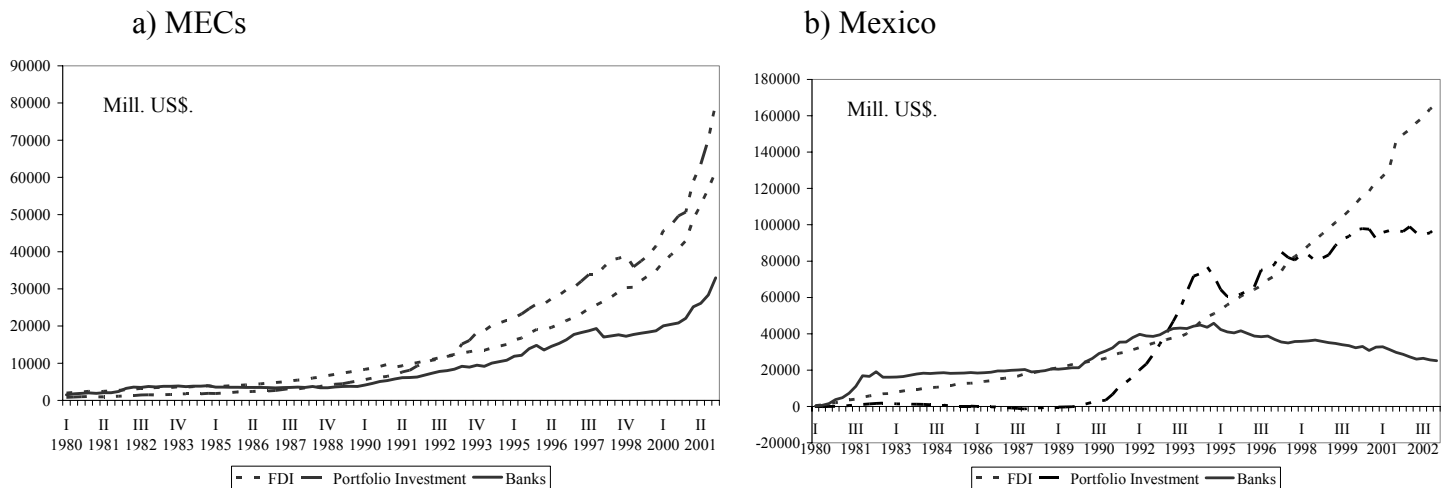 a) MECs
90000
80000
70000
60000
50000
40000
30000
20000
10000
0
Mill. US$.
I II III IV I II III IV I II III IV I II III IV I II
1980 1981 1982 1983 1985 1986 1987 1988 1990 1991 1992 1993 1995 1996 1997 1998 2000 2001
FDI Portfolio Investment Banks
b) Mexico
180000
160000
140000
120000
100000
80000
60000
40000
20000
0
-20000
Mill. US$.
I III I III I III I III I III I III I III I III
1980 1981 1983 1984 1986 1987 1989 1990 1992 1993 1995 1996 1998 1999 2001 2002
FDI Portfolio Investment Banks